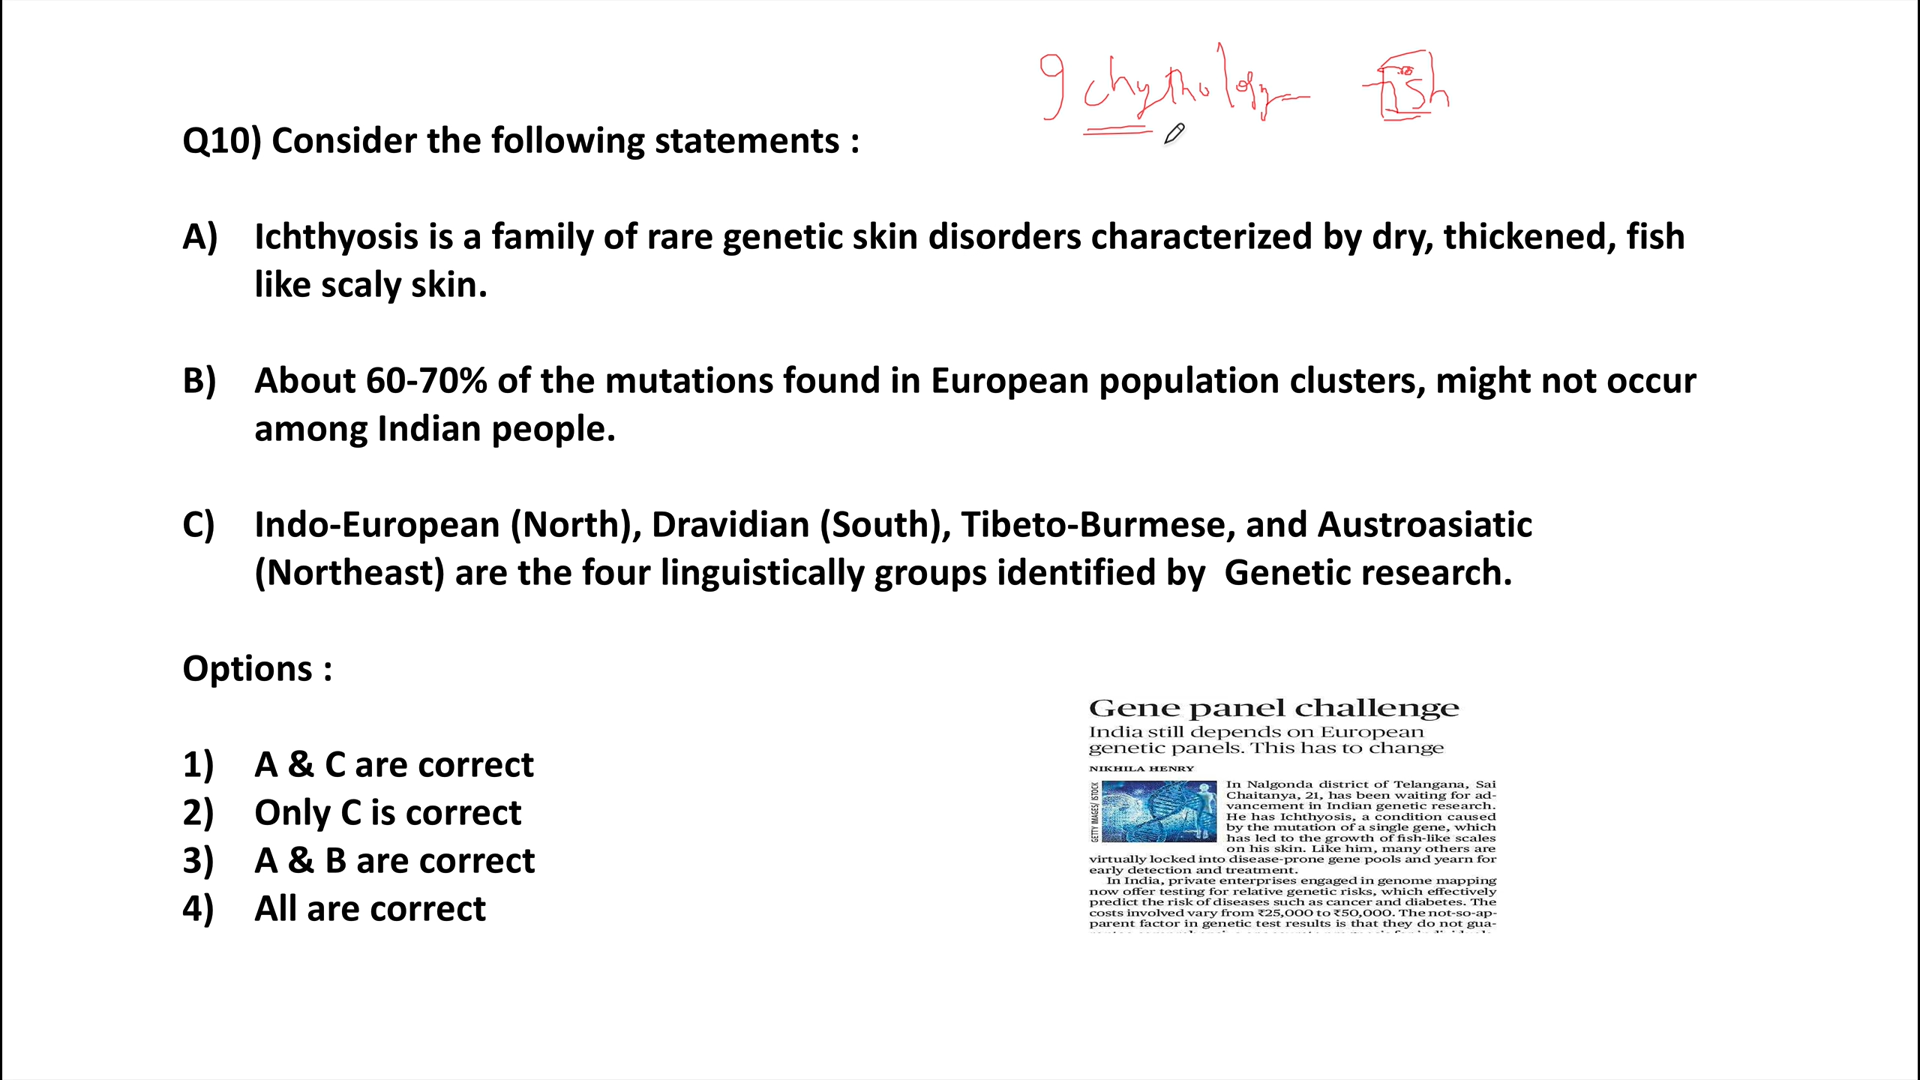 Ichythology fish
Q10) Consider the following statements :
A) Ichthyosis is a family of rare genetic skin disorders characterized by dry, thickened, fish
like scaly skin.
B) About 60-70% of the mutations found in European population clusters, might not occur
among Indian people.
C) Indo-European (North), Dravidian (South), Tibeto-Burmese, and Austroasiatic
(Northeast) are the four linguistically groups identified by Genetic research.
Options :
1) A & C are correct
2) Only C is correct
3) A & B are correct
4) All are correct
Gene panel challenge
India still depends on European
genetic panels. This has to change
NIKHILA HENRY
GETTY IMAGES/ ISTOCK
In Nalgonda district of Telangana, Sai
Chaitanya, 21, has been waiting for ad-
vancement in Indian genetic research.
He has Ichthyosis, a condition caused
by the mutation of a single gene, which
has led to the growth of fish-like scales
on his skin. Like him, many others are
virtually locked into disease-prone gene pools and yearn for
early detection and treatment.
In India, private enterprises engaged in genome mapping
now offer testing for relative genetic risks, which effectively
predict the risk of diseases such as cancer and diabetes. The
costs involved vary from ₹25,000 to ₹50,000. The not-so-ap-
parent factor in genetic test results is that they do not gua-